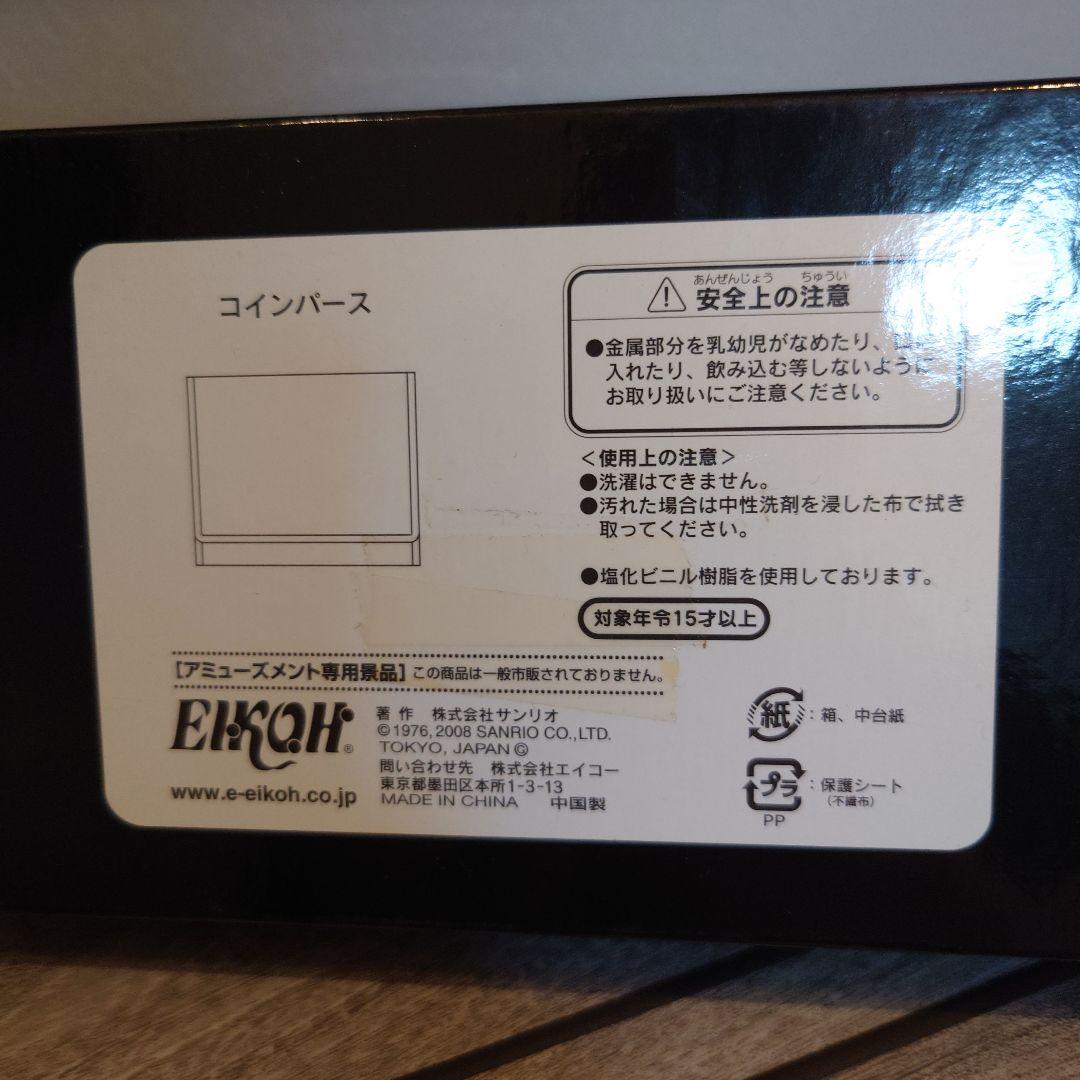 コインパース
あんぜんじょう ちゅうい
安全上の注意
●金属部分を乳幼児がなめたり、
入れたり、飲み込む等しないように
お取り扱いにご注意ください。
＜使用上の注意＞
●洗濯はできません。
●汚れた場合は中性洗剤を浸した布で拭き
取ってください。
●塩化ビニル樹脂を使用しております。
対象年令15才以上
【アミューズメント専用景品】この商品は一般市販されておりません。
EIKOH®
www.e-eikoh.co.jp
著作 株式会社サンリオ
©1976,2008 SANRIO CO.,LTD.
TOKYO, JAPAN Ⓖ
問い合わせ先 株式会社エイコー
東京都墨田区本所1-3-13
MADE IN CHINA 中国製
紙：箱、中台紙
プラ：保護シート
（不織布）
PP